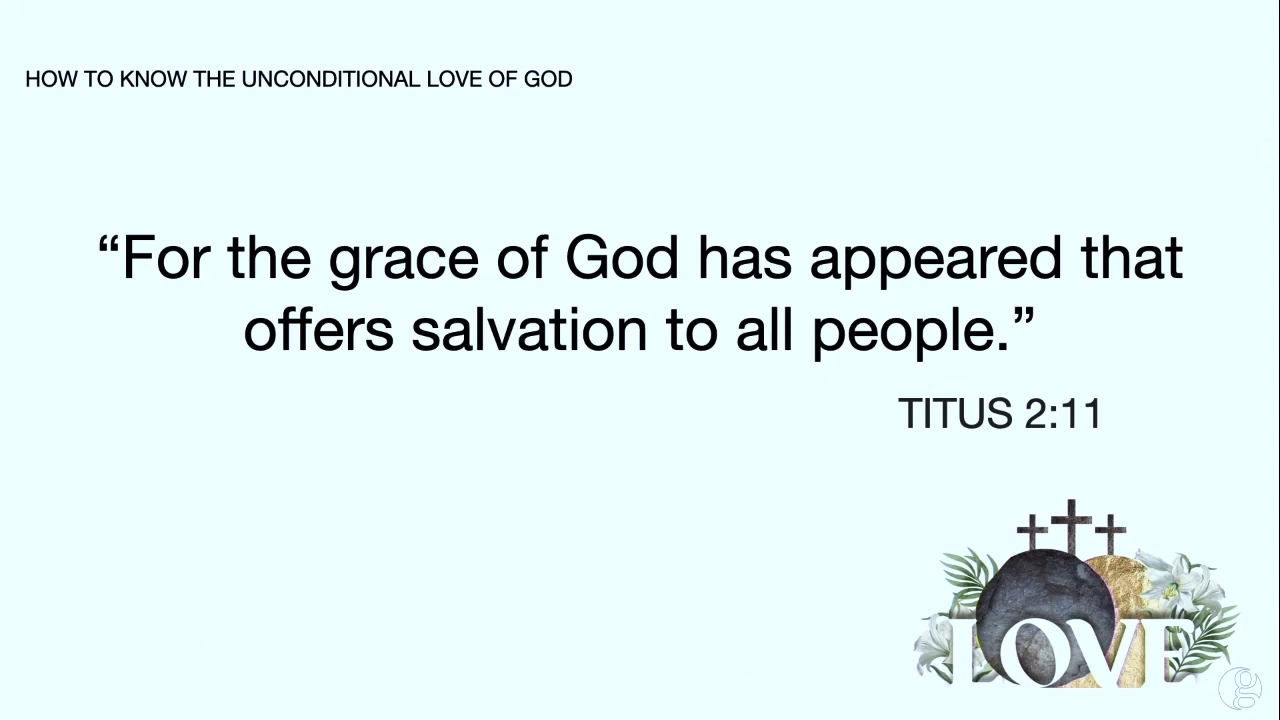 HOW TO KNOW THE UNCONDITIONAL LOVE OF GOD
“For the grace of God has appeared that
offers salvation to all people.”
TITUS 2:11
LOVE
g